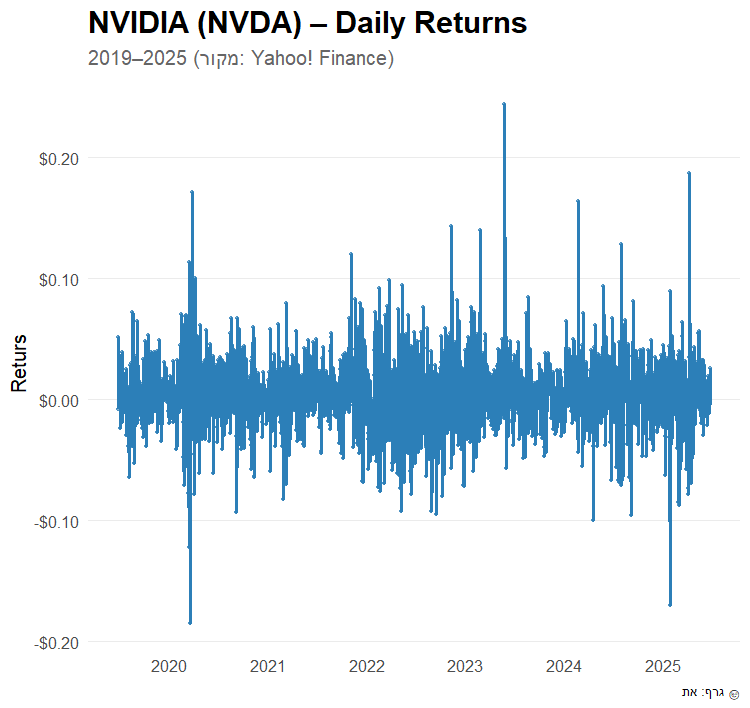 NVIDIA (NVDA) – Daily Returns
2019–2025 (מקור: Yahoo! Finance)
Returs
$0.20
$0.10
$0.00
-$0.10
-$0.20
2020 2021 2022 2023 2024 2025
גרף: את